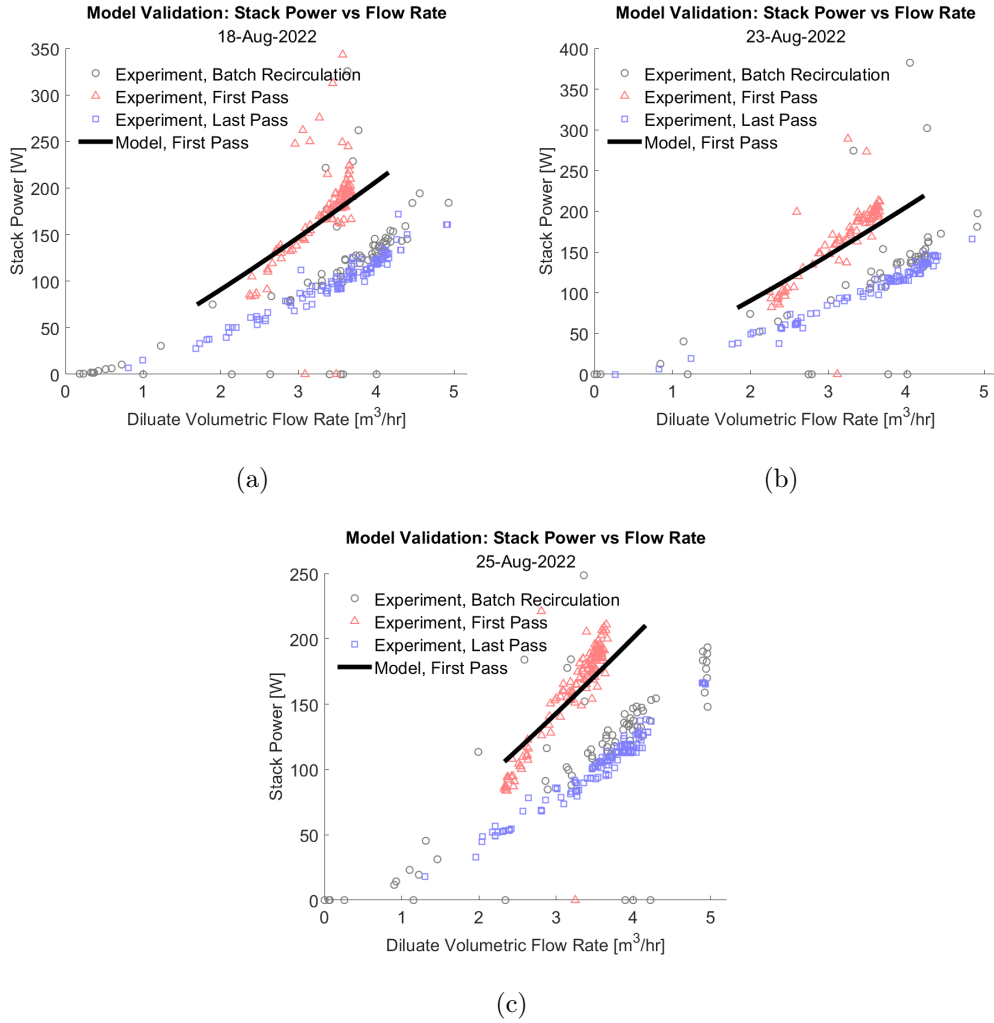 Model Validation: Stack Power vs Flow Rate
18-Aug-2022
350
300
250
200
150
100
50
0
Stack Power [W]
Experiment, Batch Recirculation
Experiment, First Pass
Experiment, Last Pass
Model, First Pass
0 1 2 3 4 5
Diluate Volumetric Flow Rate [m³/hr]
(a)
Model Validation: Stack Power vs Flow Rate
23-Aug-2022
400
350
300
250
200
150
100
50
0
Stack Power [W]
Experiment, Batch Recirculation
Experiment, First Pass
Experiment, Last Pass
Model, First Pass
0 1 2 3 4 5
Diluate Volumetric Flow Rate [m³/hr]
(b)
Model Validation: Stack Power vs Flow Rate
25-Aug-2022
250
200
150
100
50
0
Stack Power [W]
Experiment, Batch Recirculation
Experiment, First Pass
Experiment, Last Pass
Model, First Pass
0 1 2 3 4 5
Diluate Volumetric Flow Rate [m³/hr]
(c)